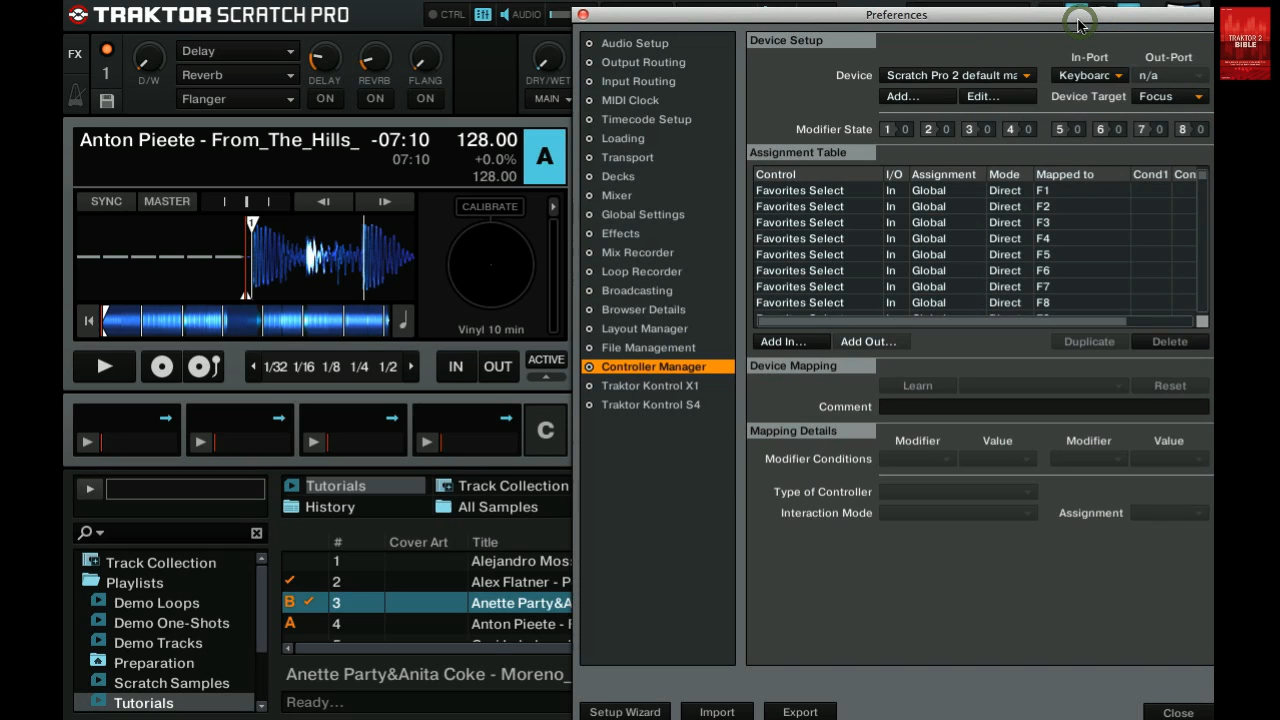 TRAKTOR SCRATCH PRO
CTRL
AUDIO
FX
1
D/W
Delay
Reverb
Flanger
DELAY
REVRB
FLANG
ON
ON
ON
DRY/WET
MAIN
Anton Pieete - From_The_Hills_
-07:10
128.00
07:10
+0.0%
128.00
A
SYNC
MASTER
CALIBRATE
1
Vinyl 10 min
1/32 1/16 1/8 1/4 1/2
IN
OUT
ACTIVE
C
Tutorials
Track Collection
History
All Samples
# Cover Art Title
1 Alejandro Mos
2 Alex Flatner - P
B 3 Anette Party&A
A 4 Anton Pieete - F
Track Collection
Playlists
Demo Loops
Demo One-Shots
Demo Tracks
Preparation
Scratch Samples
Tutorials
Anette Party&Anita Coke - Moreno_
Ready...
Preferences
Audio Setup
Output Routing
Input Routing
MIDI Clock
Timecode Setup
Loading
Transport
Decks
Mixer
Global Settings
Effects
Mix Recorder
Loop Recorder
Broadcasting
Browser Details
Layout Manager
File Management
Controller Manager
Traktor Kontrol X1
Traktor Kontrol S4
Device Setup
In-Port Out-Port
Device Scratch Pro 2 default ma Keyboarc n/a
Add... Edit... Device Target Focus
Modifier State 1 0 2 0 3 0 4 0 5 0 6 0 7 0 8 0
Assignment Table
Control I/O Assignment Mode Mapped to Cond1 Con
Favorites Select In Global Direct F1
Favorites Select In Global Direct F2
Favorites Select In Global Direct F3
Favorites Select In Global Direct F4
Favorites Select In Global Direct F5
Favorites Select In Global Direct F6
Favorites Select In Global Direct F7
Favorites Select In Global Direct F8
Add In... Add Out... Duplicate Delete
Device Mapping
Learn Reset
Comment
Mapping Details
Modifier Value Modifier Value
Modifier Conditions
Type of Controller
Interaction Mode Assignment
Setup Wizard Import Export Close
TRAKTOR 2
BIBLE